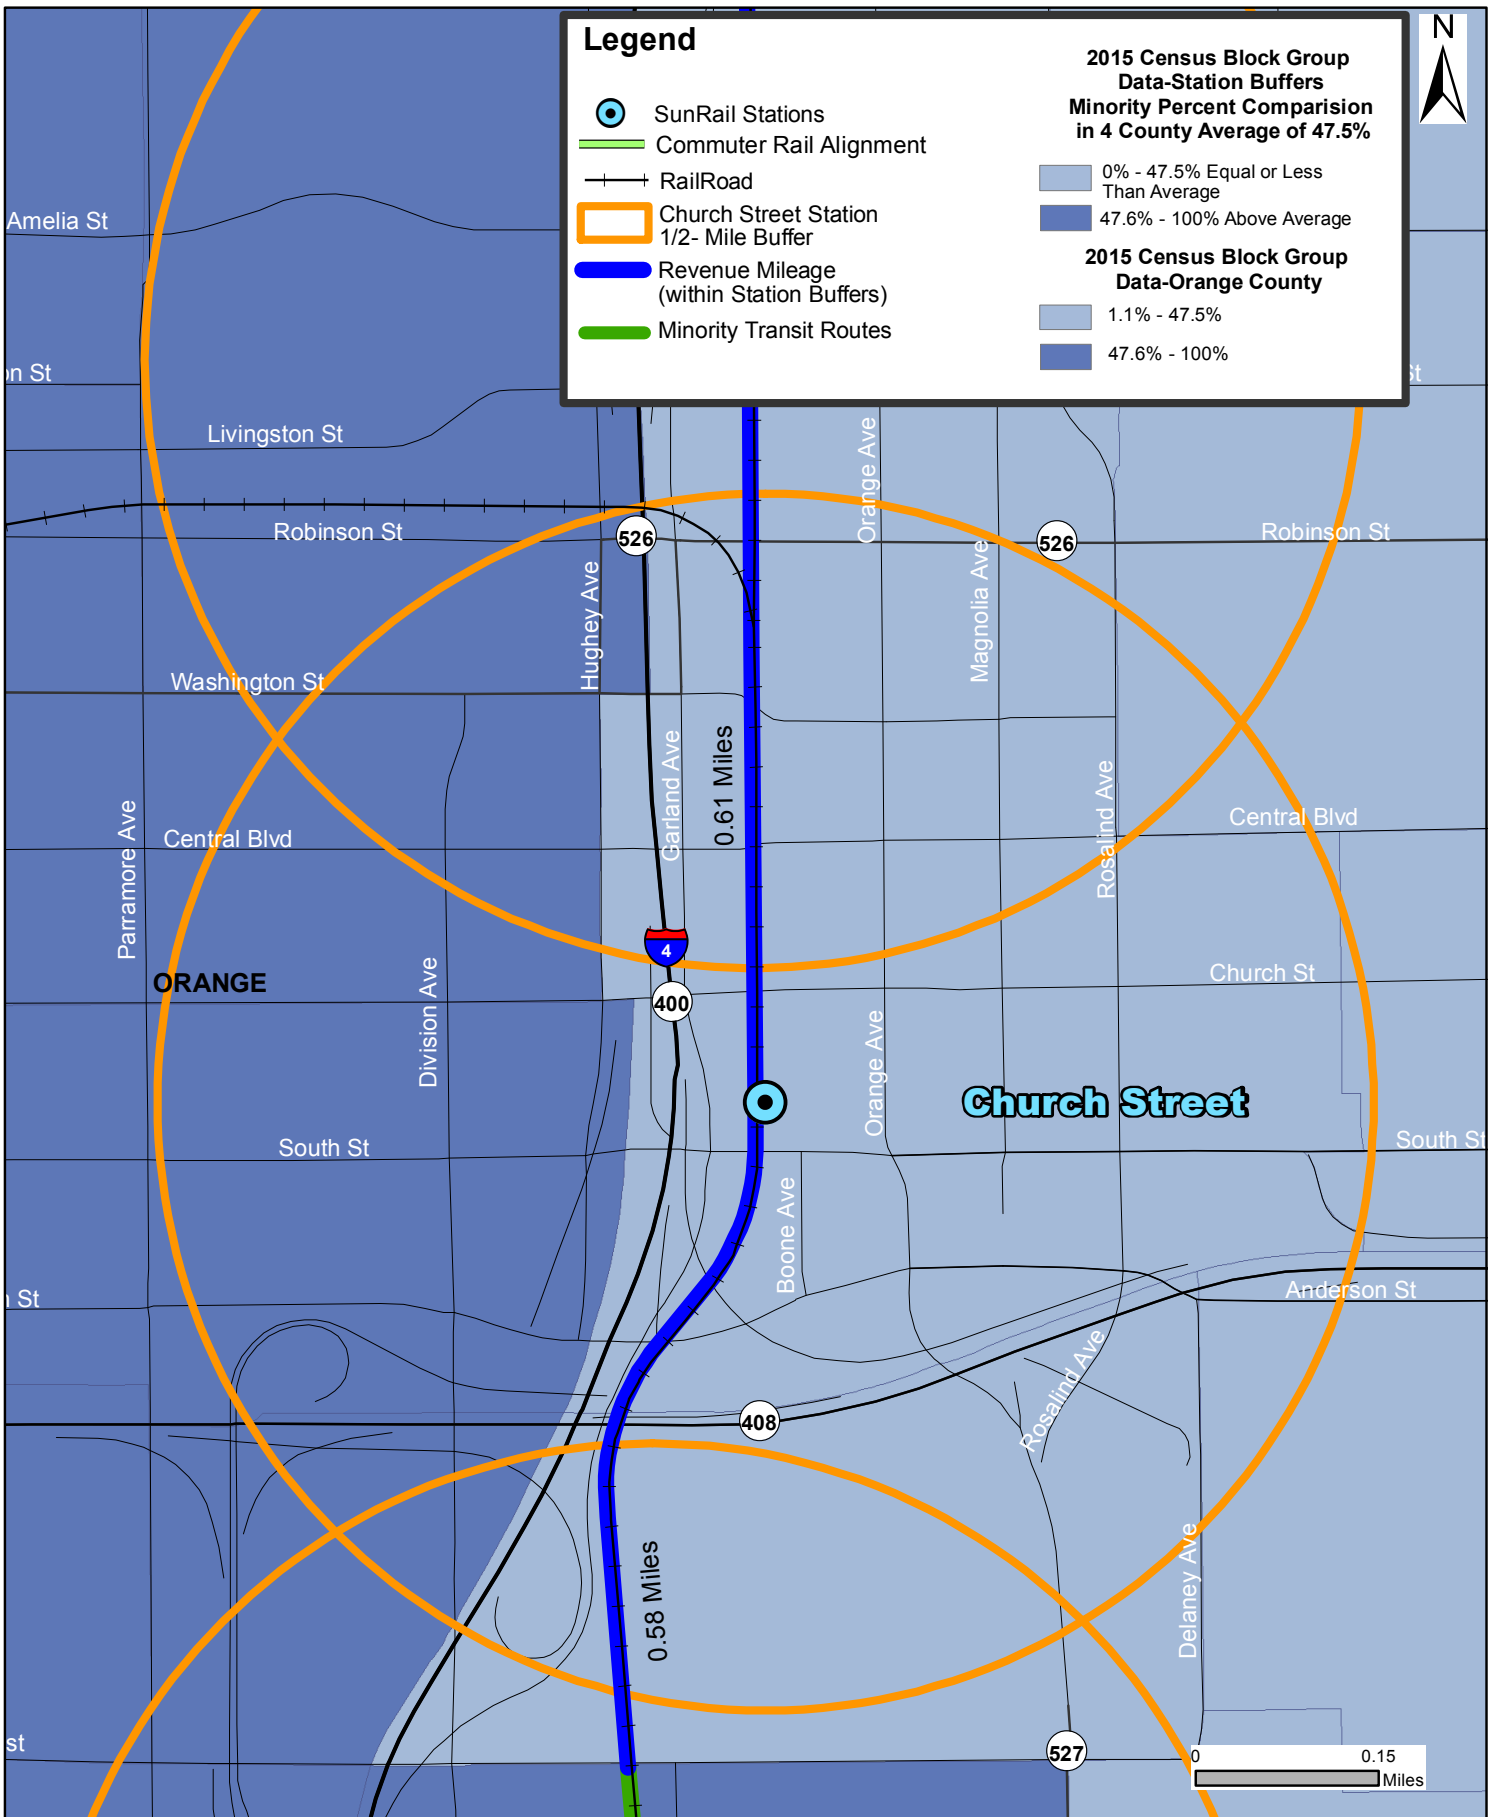 Legend
SunRail Stations
Commuter Rail Alignment
RailRoad
Church Street Station
1/2- Mile Buffer
Revenue Mileage
(within Station Buffers)
Minority Transit Routes
2015 Census Block Group
Data-Station Buffers
Minority Percent Comparision
in 4 County Average of 47.5%
0% - 47.5% Equal or Less
Than Average
47.6% - 100% Above Average
2015 Census Block Group
Data-Orange County
1.1% - 47.5%
47.6% - 100%
N
Amelia St
on St
St
Livingston St
Orange Ave
Robinson St
526
526
Robinson St
Hughey Ave
Magnolia Ave
Washington St
Garland Ave
0.61 Miles
Rosalind Ave
Parramore Ave
Central Blvd
Central Blvd
4
ORANGE
Division Ave
400
Church St
Orange Ave
Church Street
South St
South St
Boone Ave
n St
Anderson St
Rosalind Ave
408
0.58 Miles
Delaney Ave
st
527
0 0.15
Miles